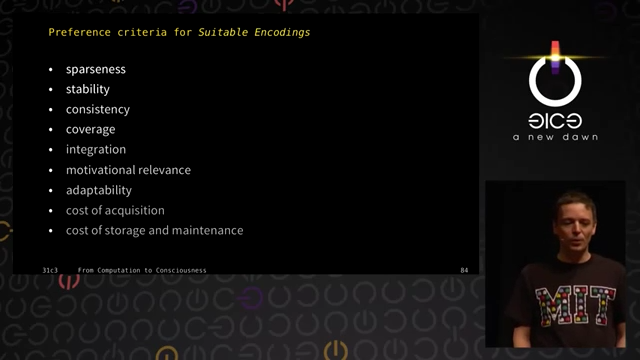 Preference criteria for Suitable Encodings
• sparseness
• stability
• consistency
• coverage
• integration
• motivational relevance
• adaptability
• cost of acquisition
• cost of storage and maintenance
31c3 From Computation to Consciousness 84
a new dawn
MIT